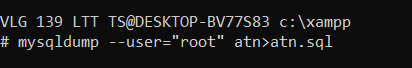 VLG 139 LTT TS@DESKTOP-BV77S83 c:\xampp
# mysqldump --user="root" atn>atn.sql